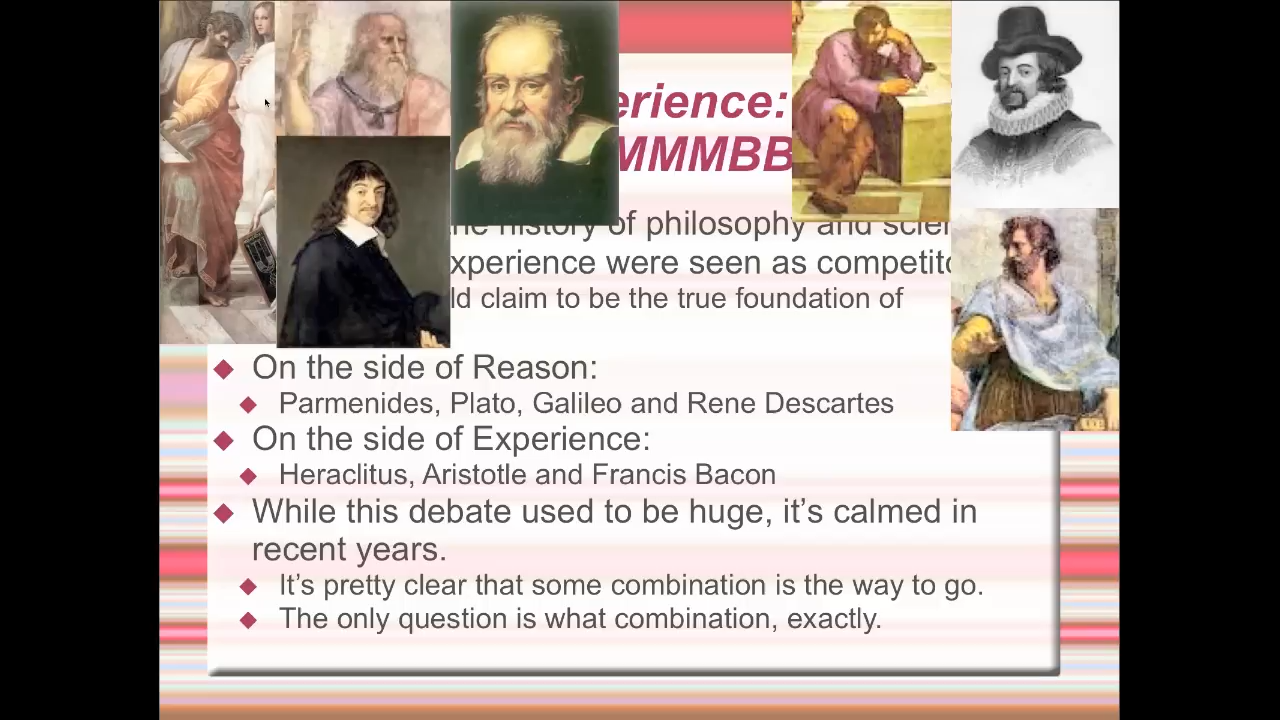 erience:
MMMBB
the history of philosophy and scien
xperience were seen as competito
ld claim to be the true foundation of
On the side of Reason:
Parmenides, Plato, Galileo and Rene Descartes
On the side of Experience:
Heraclitus, Aristotle and Francis Bacon
While this debate used to be huge, it’s calmed in
recent years.
It’s pretty clear that some combination is the way to go.
The only question is what combination, exactly.